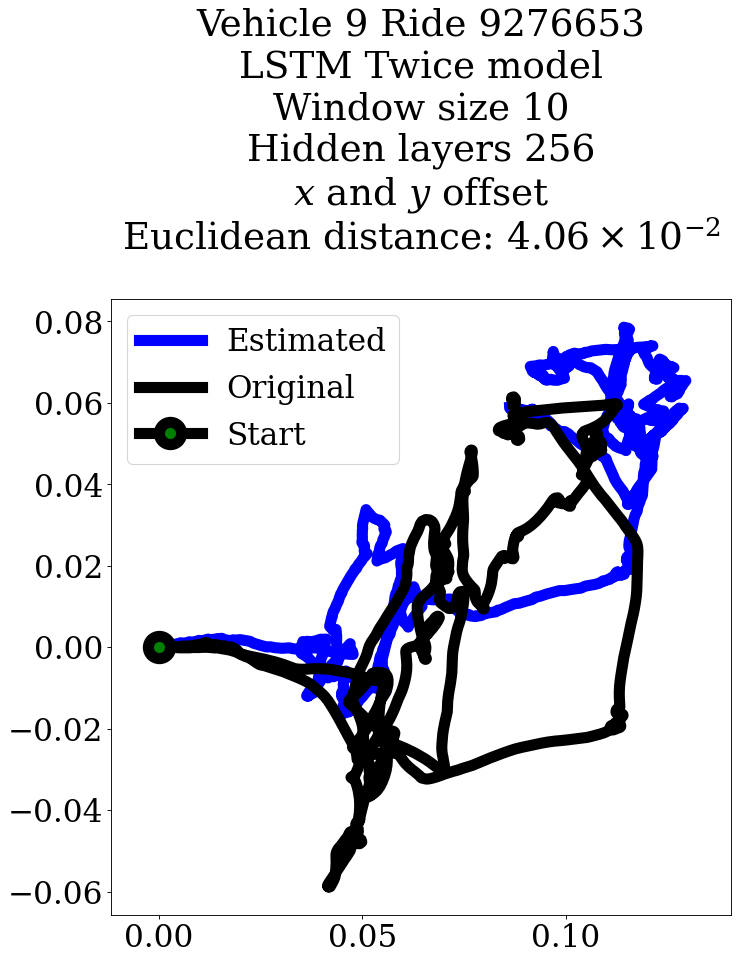 Vehicle 9 Ride 9276653
LSTM Twice model
Window size 10
Hidden layers 256
x and y offset
Euclidean distance: 4.06 × 10⁻²
Estimated
Original
Start
0.08
0.06
0.04
0.02
0.00
−0.02
−0.04
−0.06
0.00 0.05 0.10